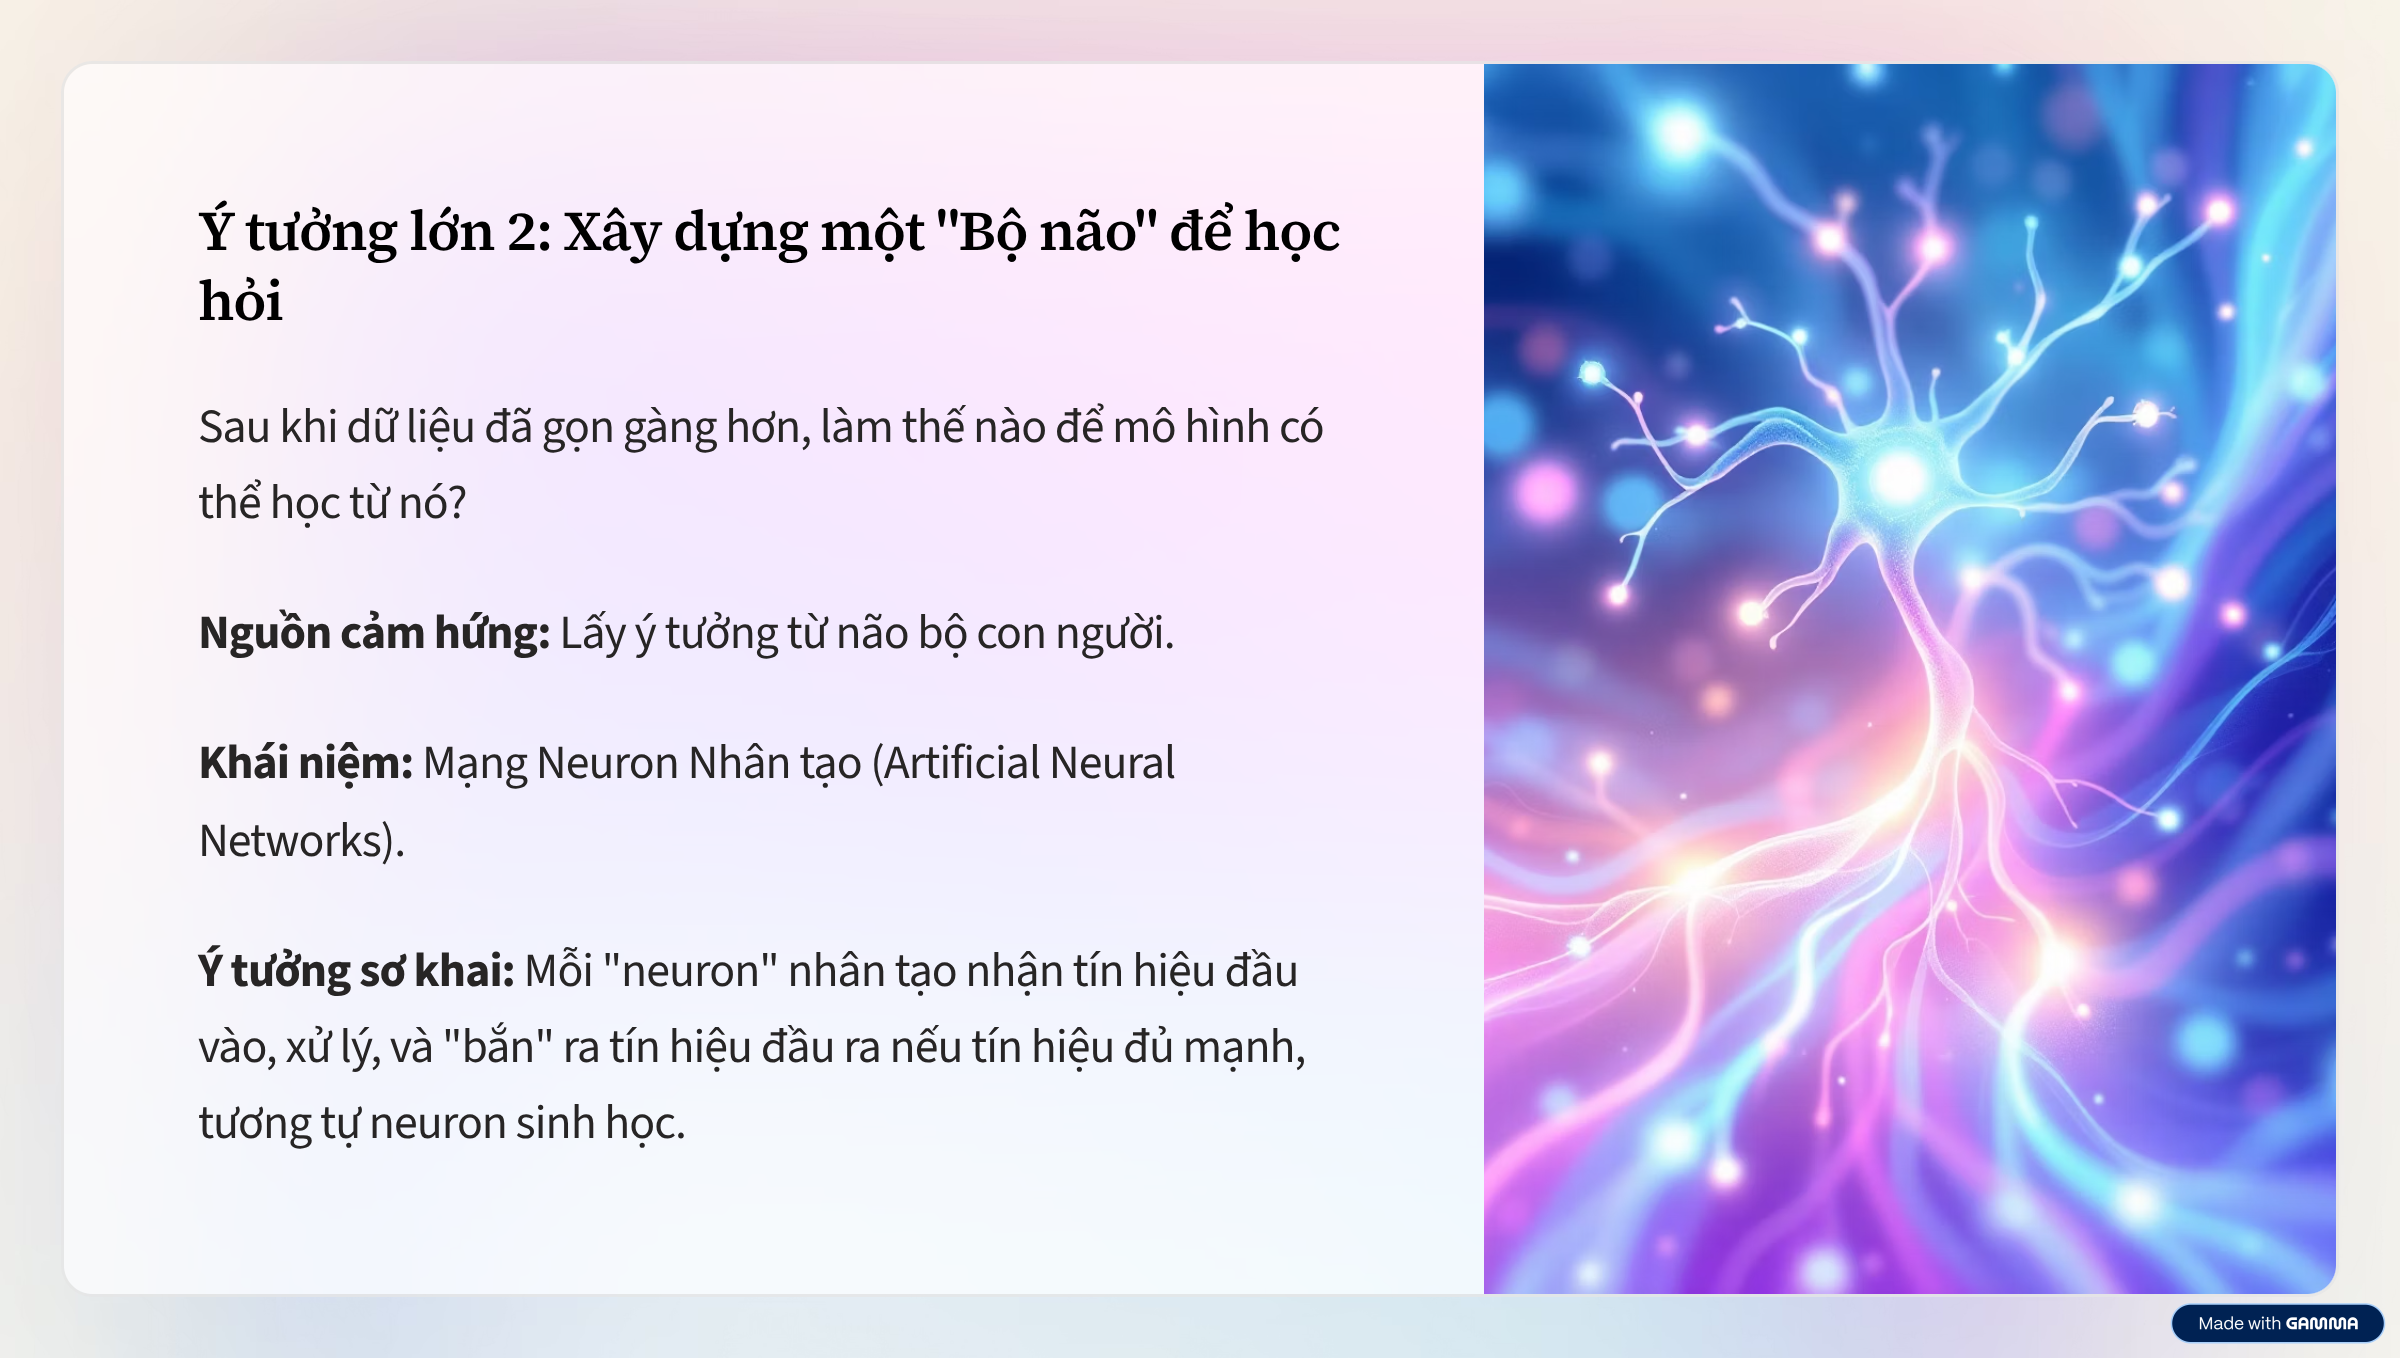 Ý tưởng lớn 2: Xây dựng một "Bộ não" để học
hỏi
Sau khi dữ liệu đã gọn gàng hơn, làm thế nào để mô hình có
thể học từ nó?
Nguồn cảm hứng: Lấy ý tưởng từ não bộ con người.
Khái niệm: Mạng Neuron Nhân tạo (Artificial Neural
Networks).
Ý tưởng sơ khai: Mỗi "neuron" nhân tạo nhận tín hiệu đầu
vào, xử lý, và "bắn" ra tín hiệu đầu ra nếu tín hiệu đủ mạnh,
tương tự neuron sinh học.
Made with GAMMA